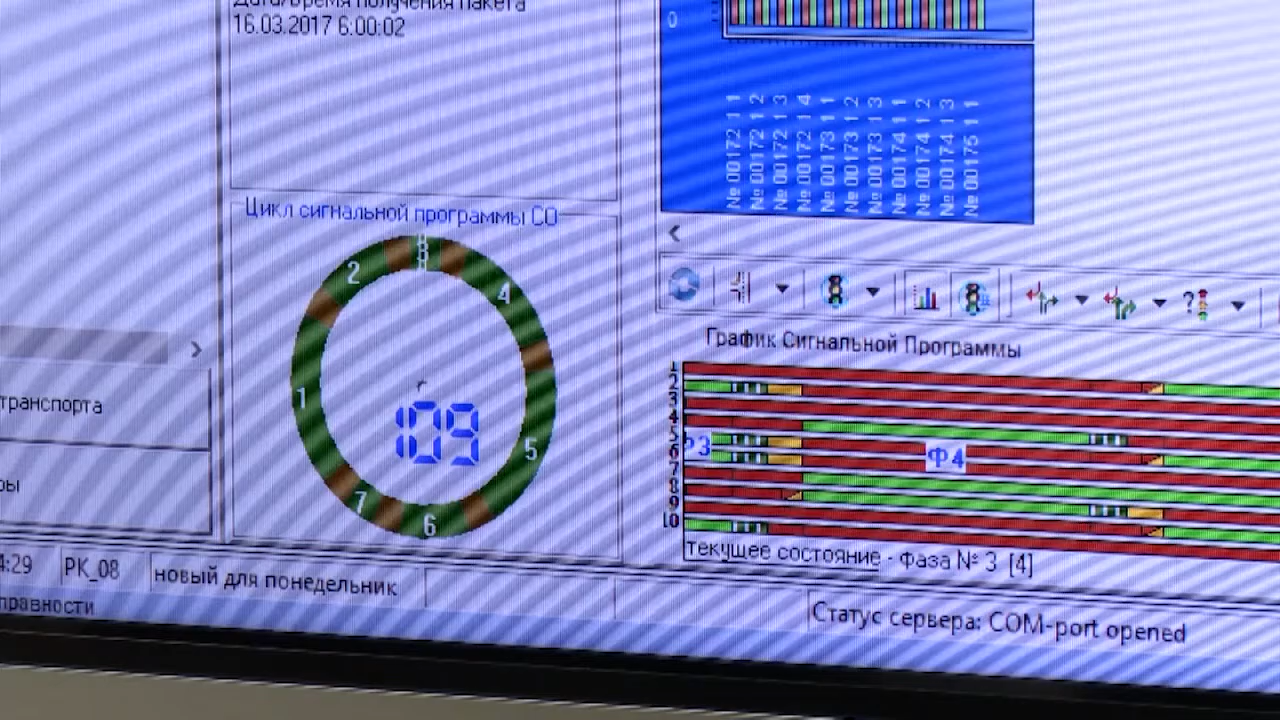 Дата/время получения пакета
16.03.2017 6:00:02
0
№ 00172 1 1
№ 00172 1 2
№ 00172 1 3
№ 00172 1 4
№ 00173 1 1
№ 00173 1 2
№ 00173 1 3
№ 00174 1 1
№ 00174 1 2
№ 00174 1 3
№ 00175 1 1
Цикл сигнальной программы СО
2
4
1
5
7
6
109
График Сигнальной Программы
1
2
3
4
5
6
7
8
9
10
Ф4
текущее состояние - Фаза № 3 [4]
транспорта
ры
4:29
РК_08
новый для понедельник
правности
Статус сервера: COM-port opened